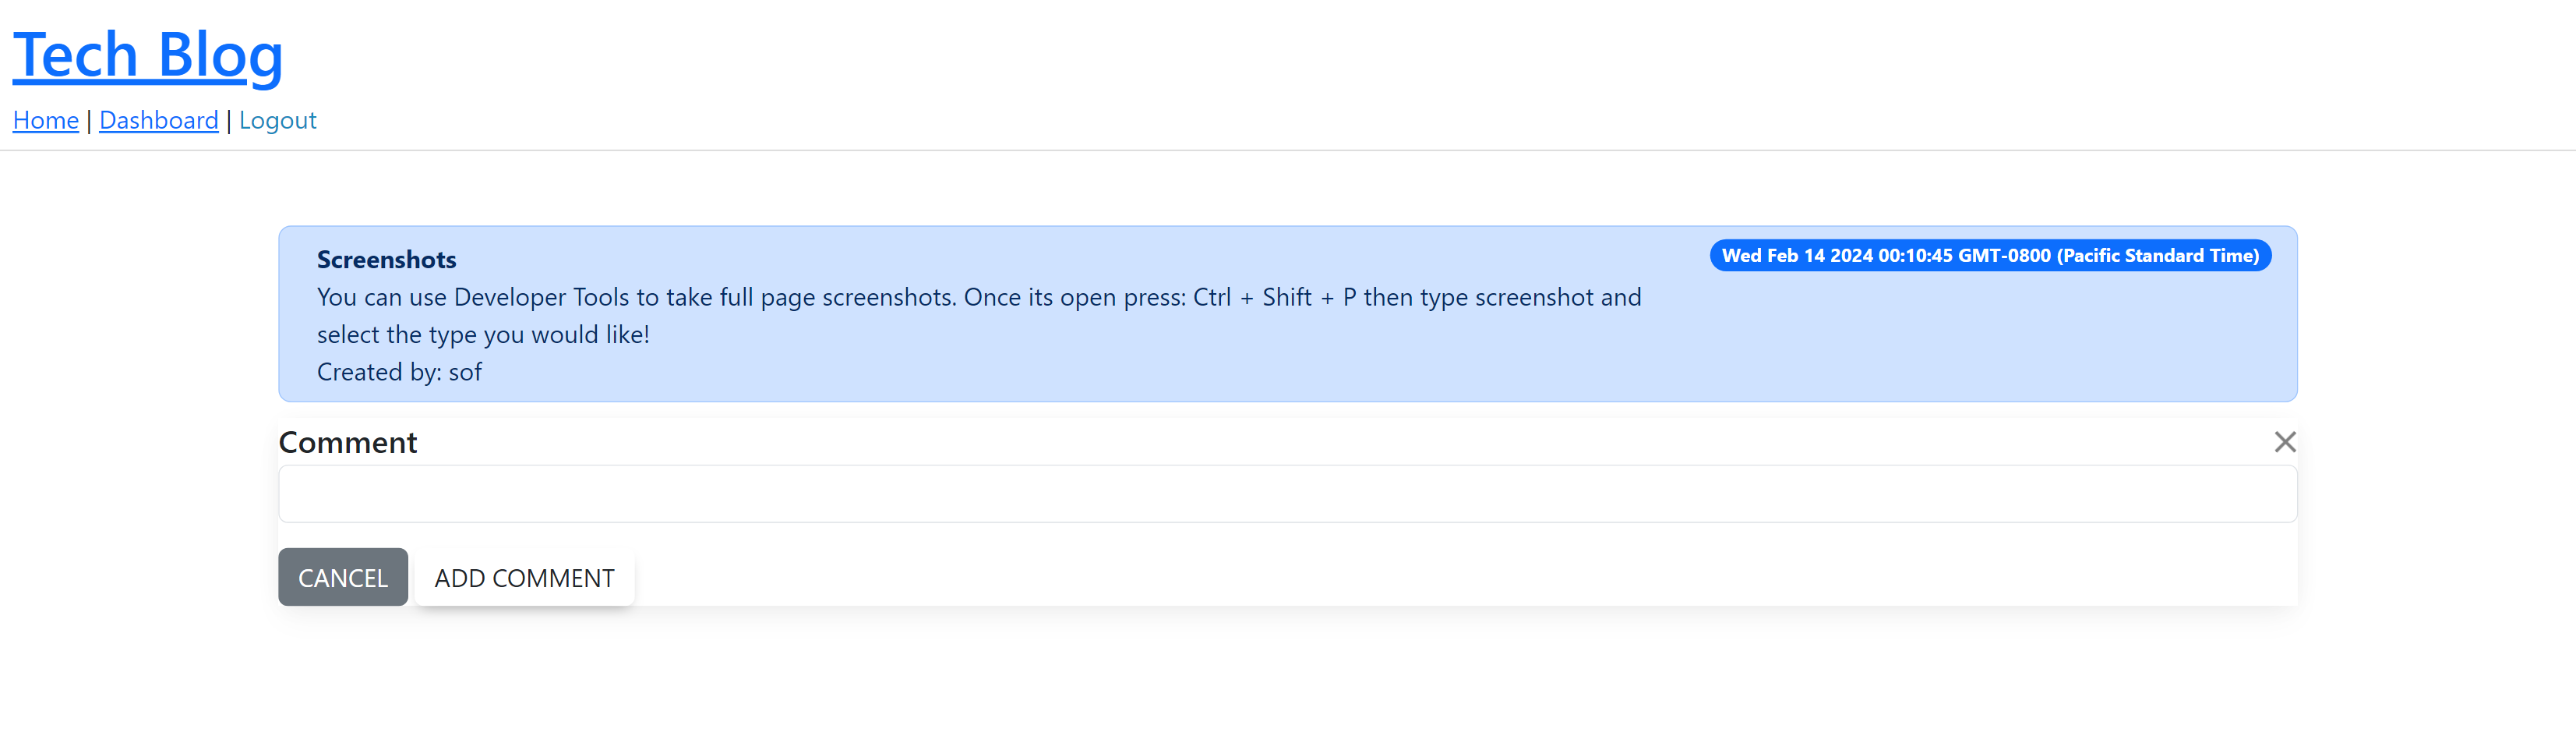 Tech Blog
Home | Dashboard | Logout
Screenshots
Wed Feb 14 2024 00:10:45 GMT-0800 (Pacific Standard Time)
You can use Developer Tools to take full page screenshots. Once its open press: Ctrl + Shift + P then type screenshot and
select the type you would like!
Created by: sof
Comment
CANCEL ADD COMMENT